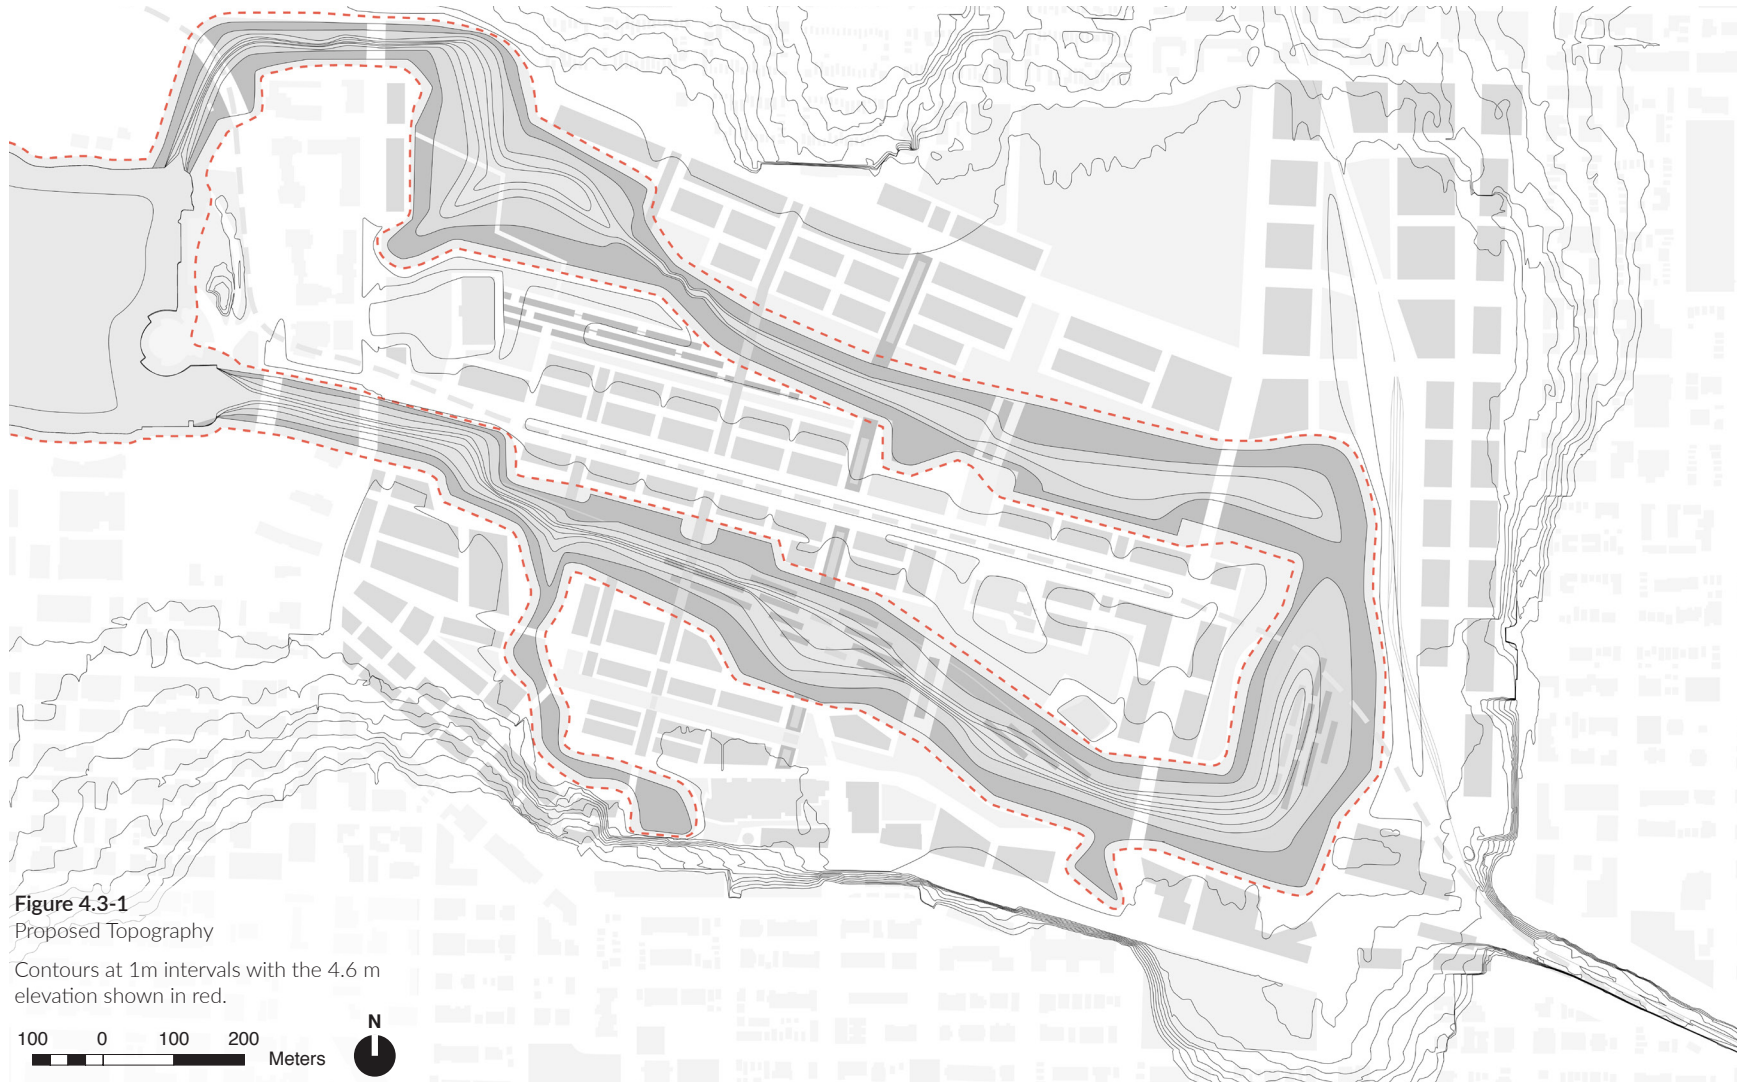 Figure 4.3-1
Proposed Topography
Contours at 1m intervals with the 4.6 m
elevation shown in red.
100 0 100 200
Meters
N